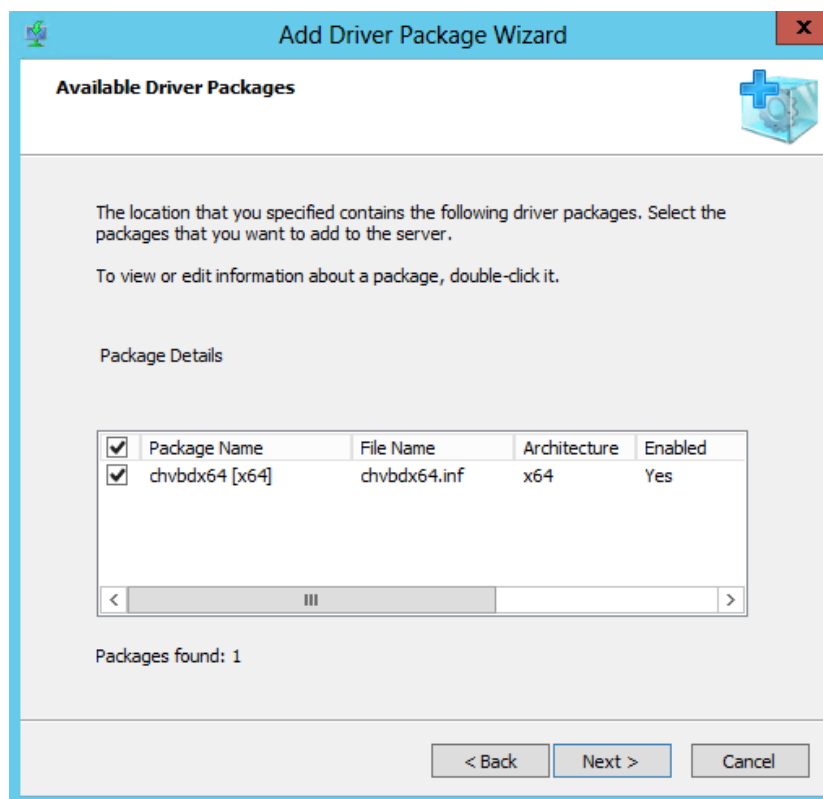 Add Driver Package Wizard
x
Available Driver Packages
The location that you specified contains the following driver packages. Select the
packages that you want to add to the server.
To view or edit information about a package, double-click it.
Package Details
Package Name File Name Architecture Enabled
chvbdx64 [x64] chvbdx64.inf x64 Yes
Packages found: 1
< Back Next > Cancel